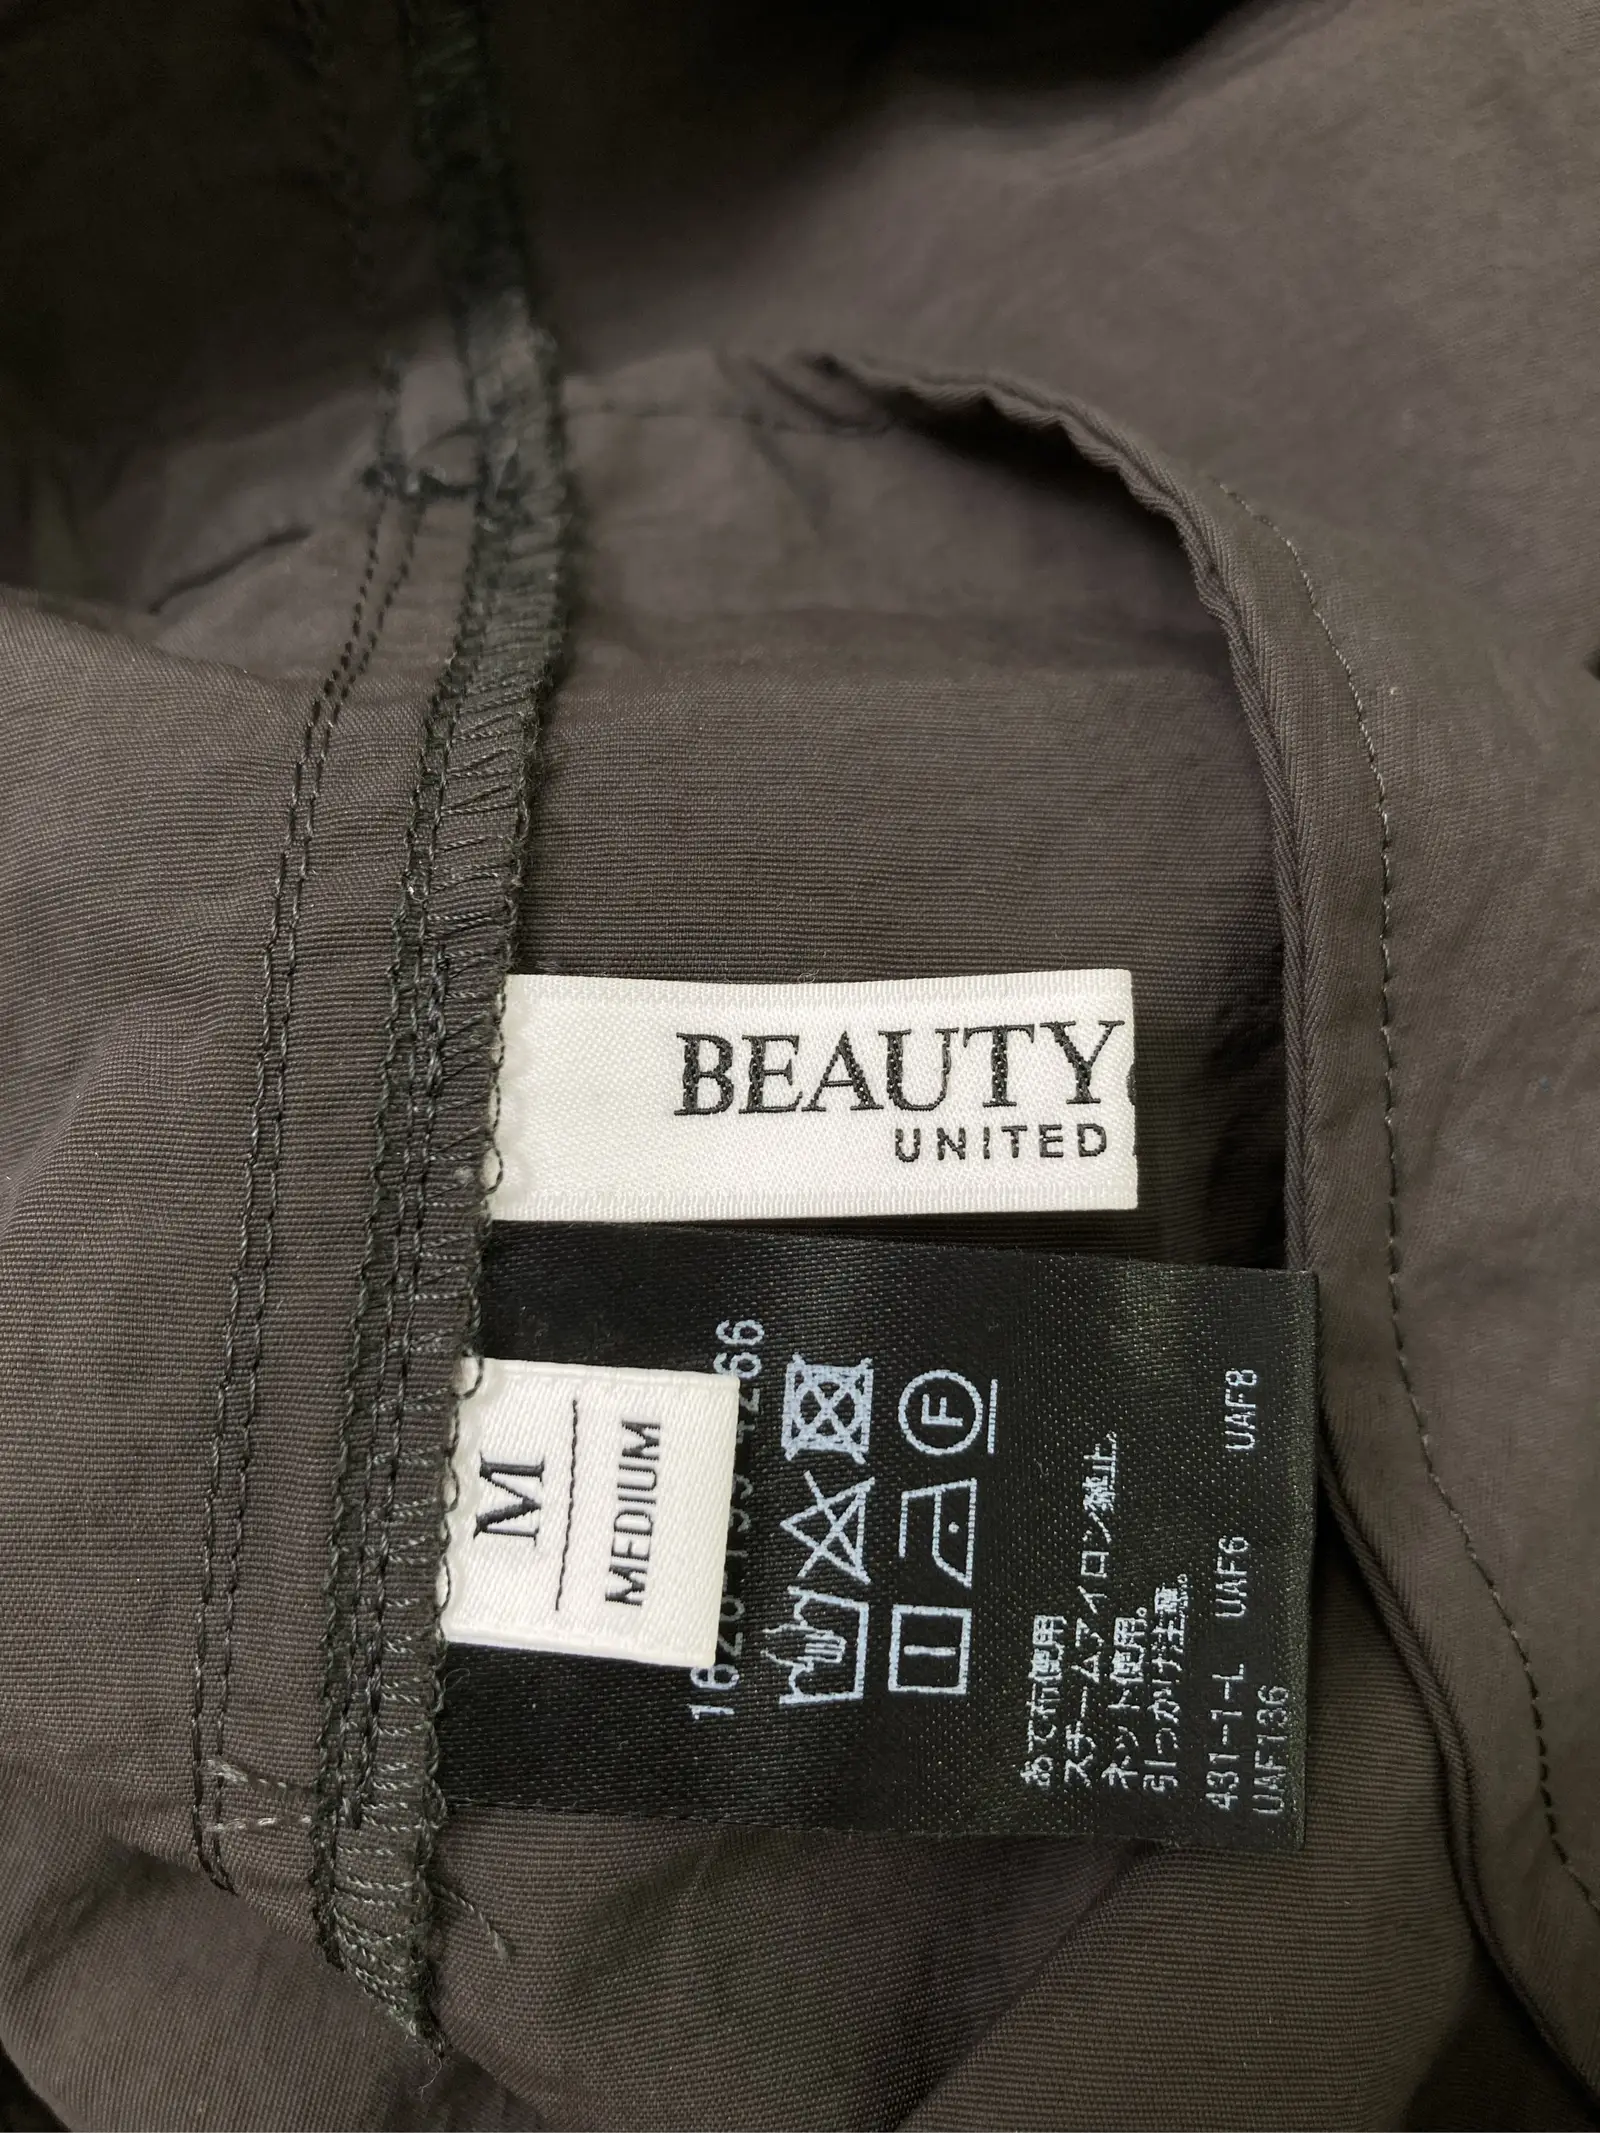 BEAUTY
UNITED
M
MEDIUM
あて布使用
スチームアイロン禁止。
ネット使用。
引っかけ注意。
431-1-L UAF6 UAF8
UAF136